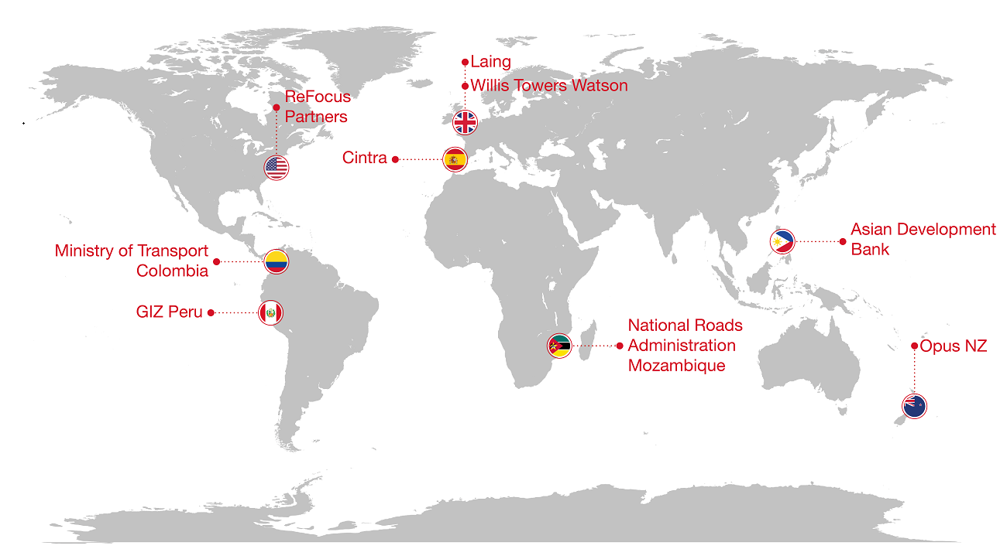 Laing
Willis Towers Watson
ReFocus
Partners
Cintra
Asian Development
Bank
Ministry of Transport
Colombia
GIZ Peru
National Roads
Administration
Mozambique
Opus NZ